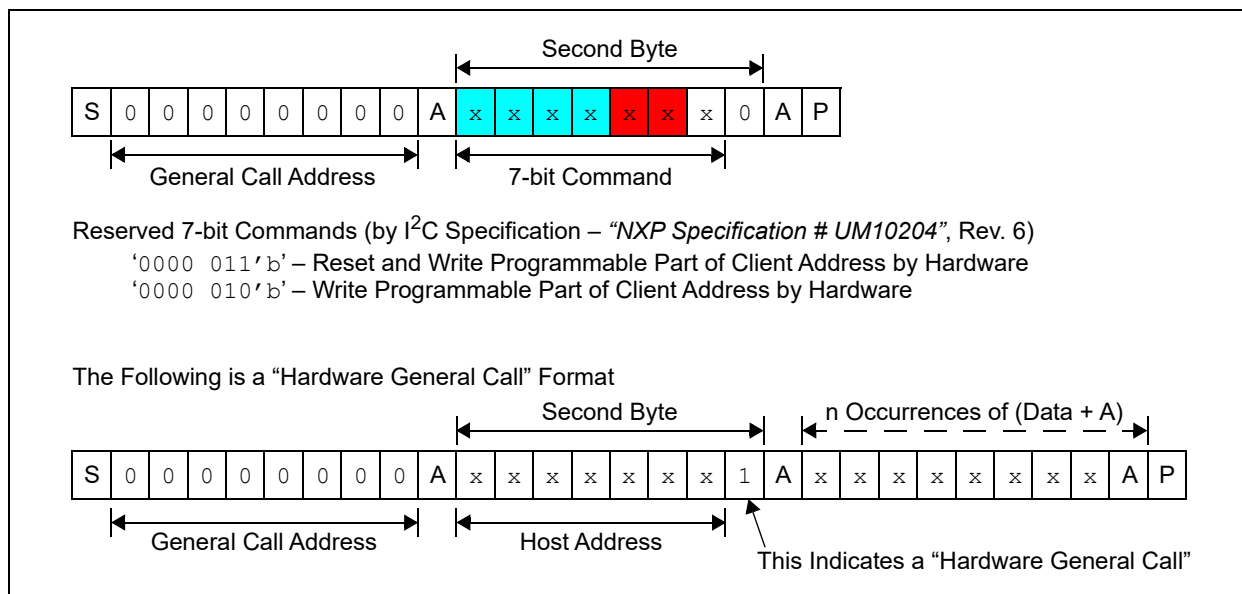 Second Byte
S 0 0 0 0 0 0 0 0 A x x x x x x x 0 A P
General Call Address 7-bit Command
Reserved 7-bit Commands (by I²C Specification – “NXP Specification # UM10204”, Rev. 6)
‘0000 011’b’ – Reset and Write Programmable Part of Client Address by Hardware
‘0000 010’b’ – Write Programmable Part of Client Address by Hardware
The Following is a “Hardware General Call” Format
Second Byte n Occurrences of (Data + A)
S 0 0 0 0 0 0 0 0 A x x x x x x x 1 A x x x x x x x x A P
General Call Address Host Address
This Indicates a “Hardware General Call”